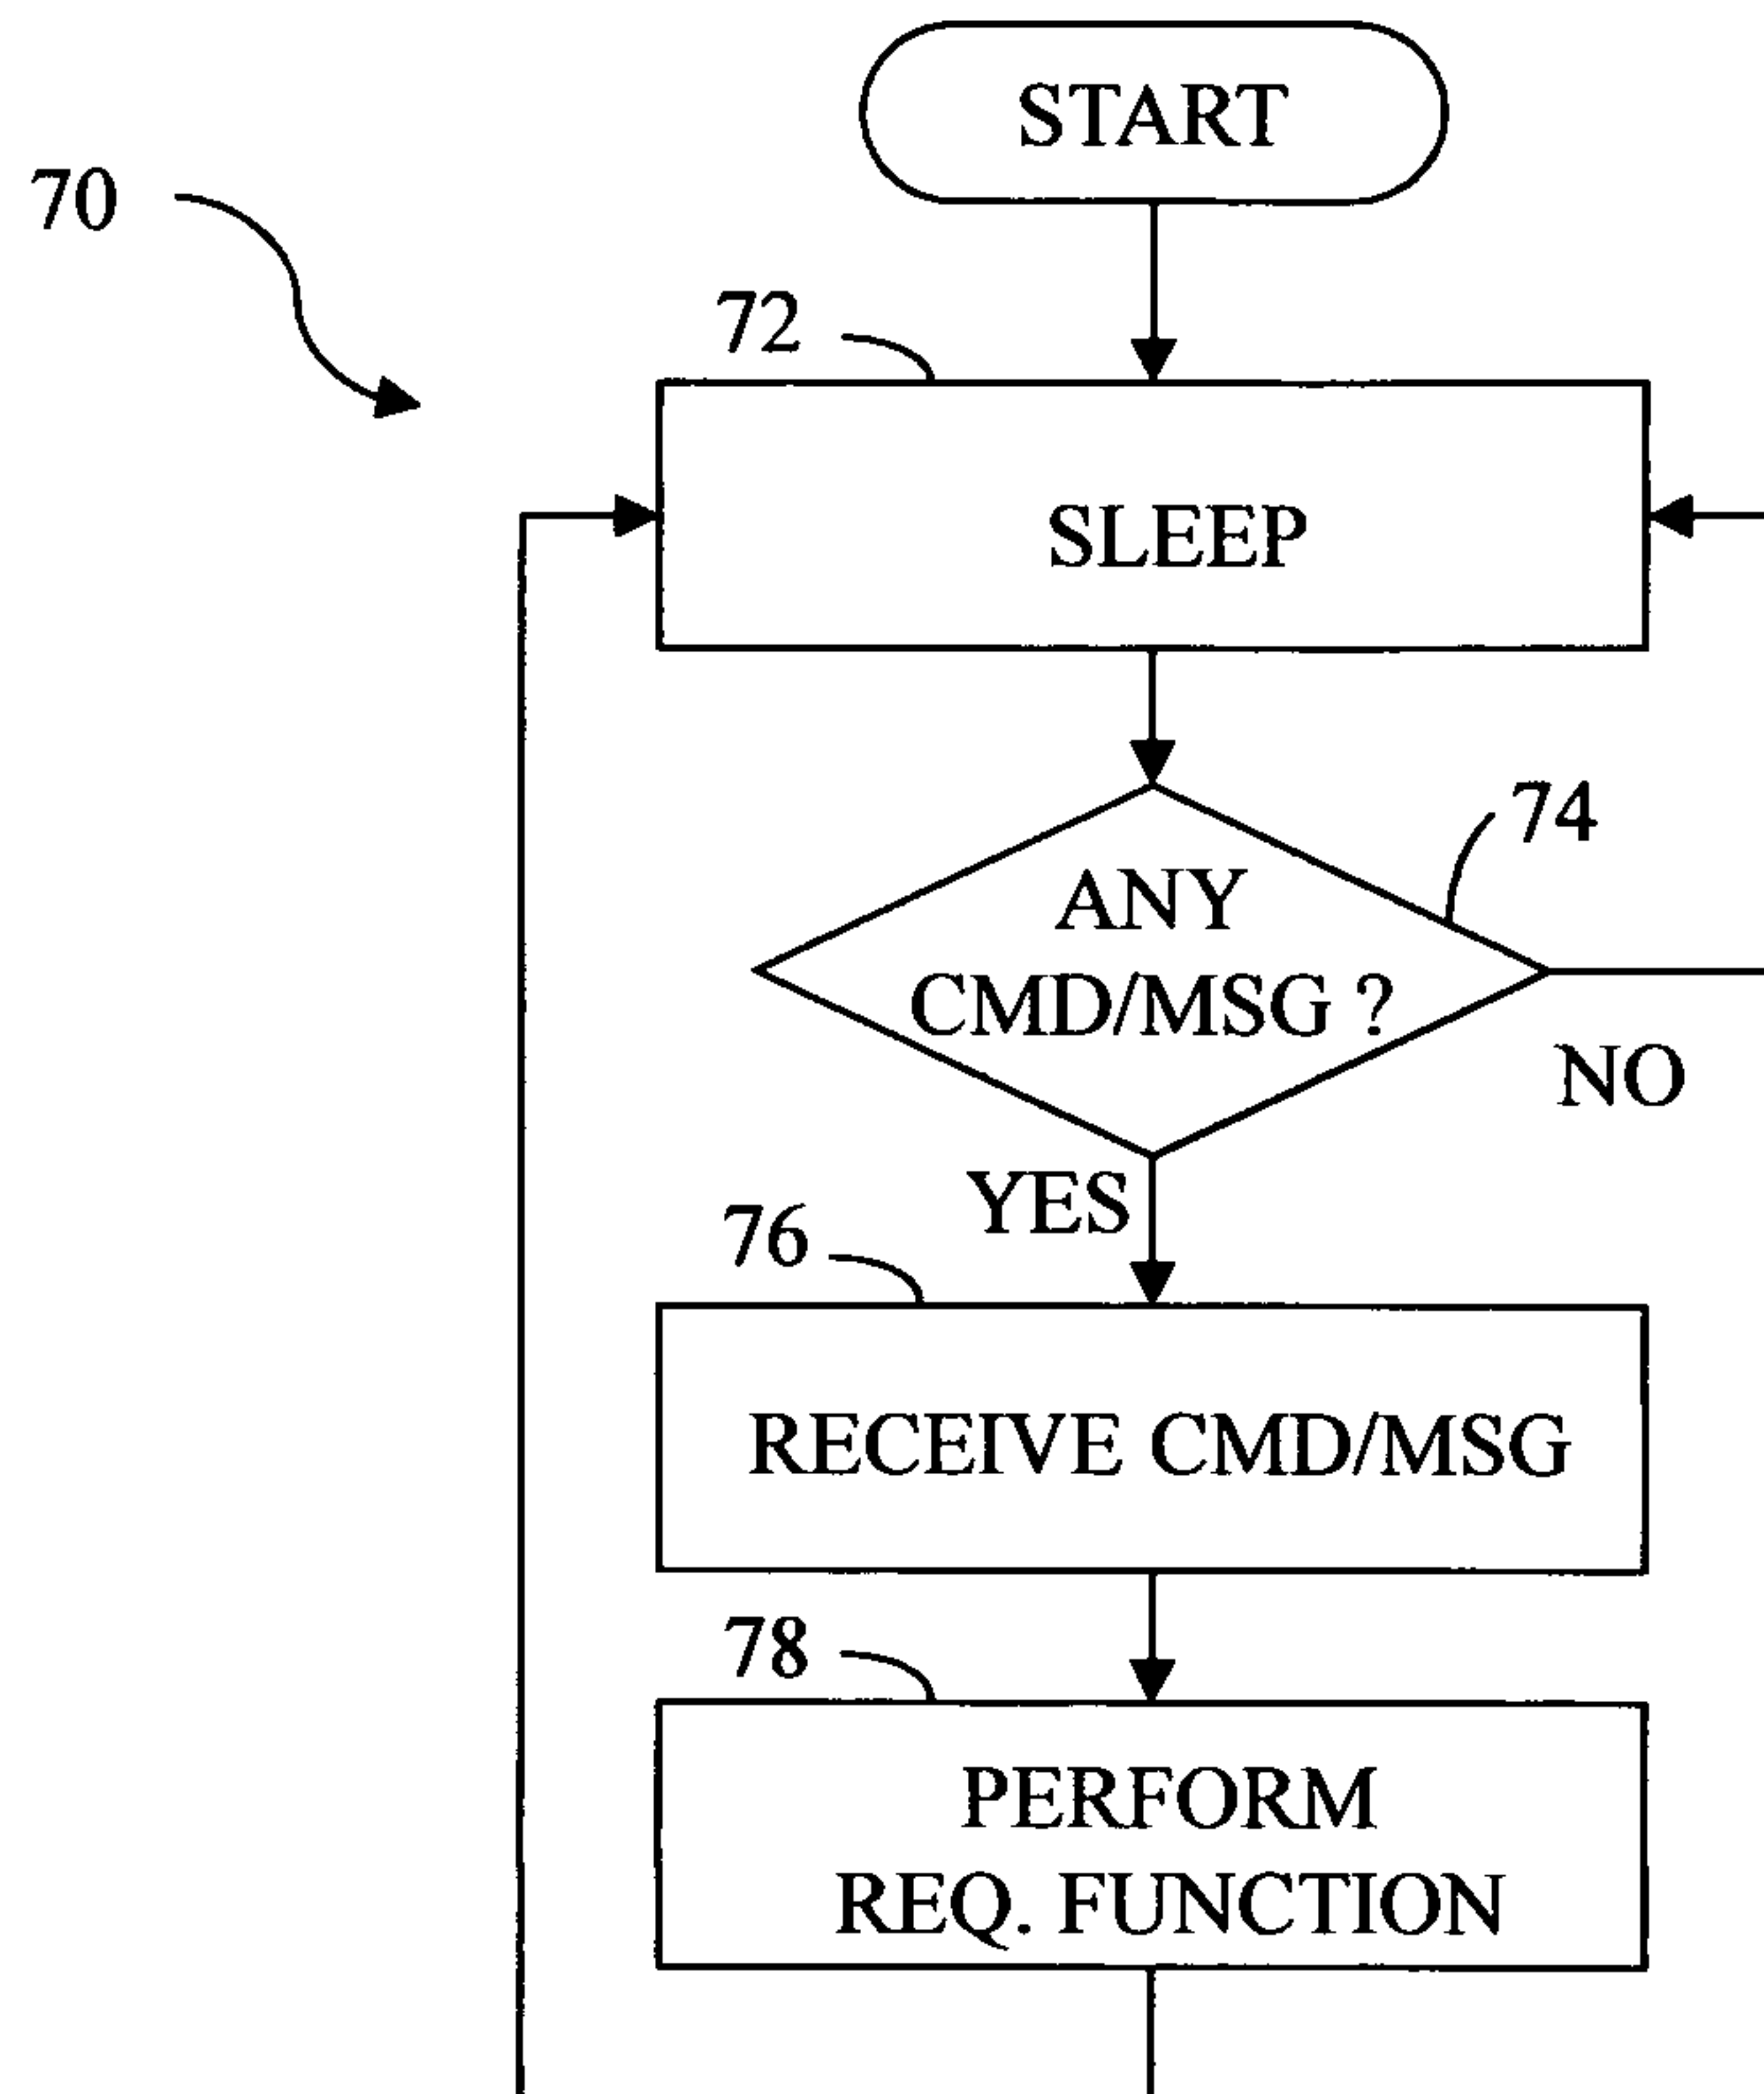 START
70
72
SLEEP
74
ANY
CMD/MSG ?
NO
YES
76
RECEIVE CMD/MSG
78
PERFORM
REQ. FUNCTION